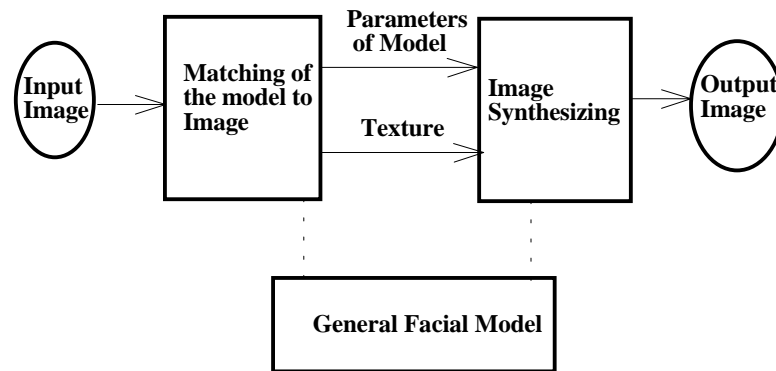 Input
Image
Matching of
the model to
Image
Parameters
of Model
Texture
Image
Synthesizing
Output
Image
General Facial Model